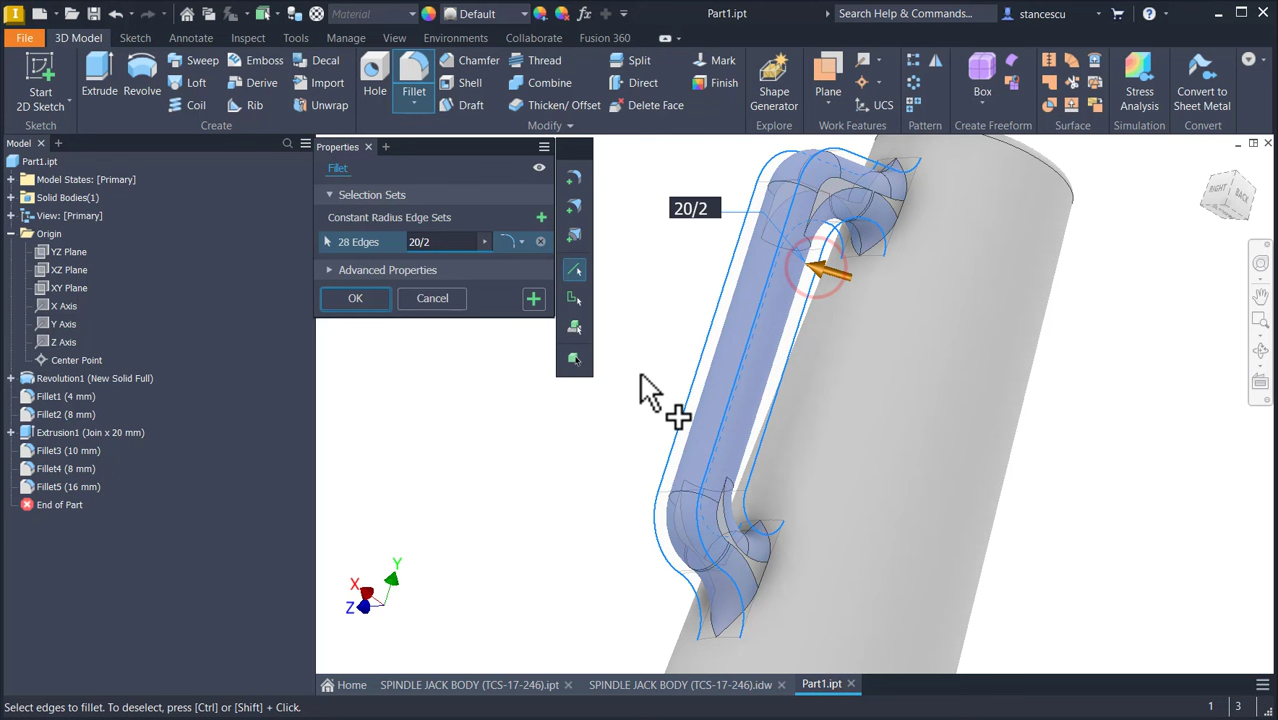 I
Material
Default
Part1.ipt
Search Help & Commands...
stancescu
File
3D Model
Sketch
Annotate
Inspect
Tools
Manage
View
Environments
Collaborate
Fusion 360
Start
2D Sketch
Extrude
Revolve
Sweep
Loft
Coil
Emboss
Derive
Rib
Decal
Import
Unwrap
Hole
Fillet
Chamfer
Shell
Draft
Thread
Combine
Thicken/ Offset
Split
Direct
Delete Face
Mark
Finish
Shape
Generator
Plane
UCS
Box
Stress
Analysis
Convert to
Sheet Metal
Sketch
Create
Modify
Explore
Work Features
Pattern
Create Freeform
Surface
Simulation
Convert
Model
Part1.ipt
Model States: [Primary]
Solid Bodies(1)
View: [Primary]
Origin
YZ Plane
XZ Plane
XY Plane
X Axis
Y Axis
Z Axis
Center Point
Revolution1 (New Solid Full)
Fillet1 (4 mm)
Fillet2 (8 mm)
Extrusion1 (Join x 20 mm)
Fillet3 (10 mm)
Fillet4 (8 mm)
Fillet5 (16 mm)
End of Part
Properties
Fillet
Selection Sets
Constant Radius Edge Sets
28 Edges 20/2
Advanced Properties
OK Cancel
20/2
RIGHT BACK
X Y
Z
Home SPINDLE JACK BODY (TCS-17-246).ipt SPINDLE JACK BODY (TCS-17-246).idw Part1.ipt
Select edges to fillet. To deselect, press [Ctrl] or [Shift] + Click. 1 3